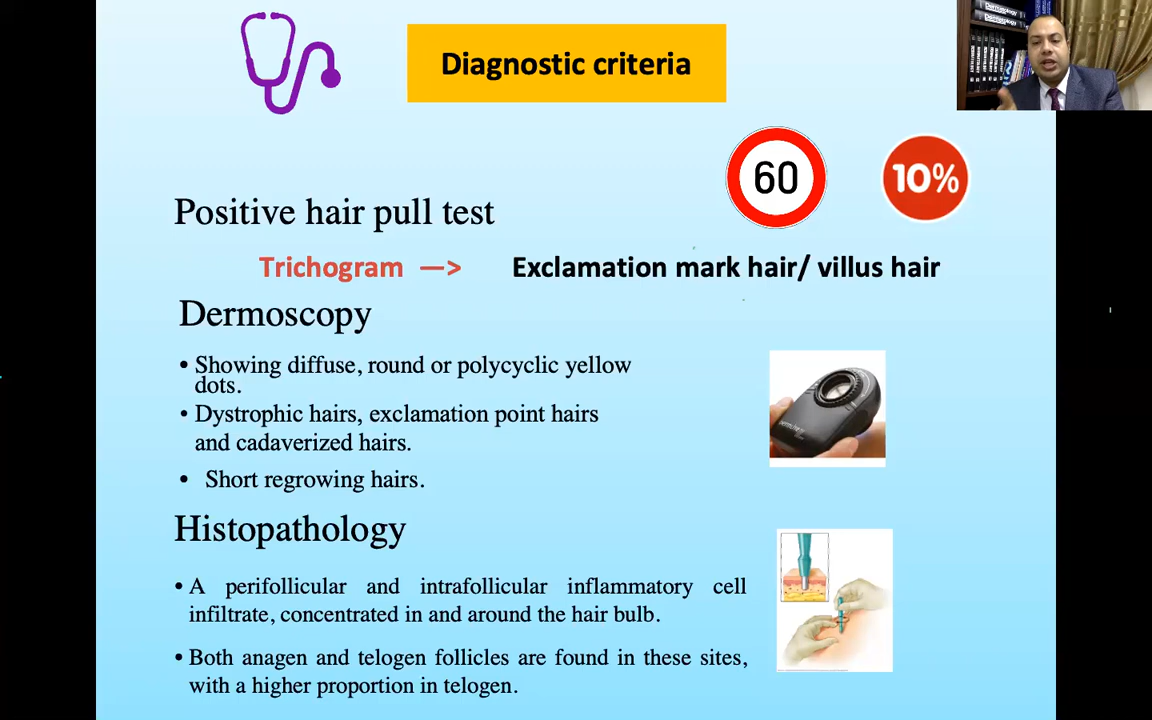 Diagnostic criteria
60
10%
Positive hair pull test
Trichogram —> Exclamation mark hair/ villus hair
Dermoscopy
• Showing diffuse, round or polycyclic yellow
dots.
• Dystrophic hairs, exclamation point hairs
and cadaverized hairs.
• Short regrowing hairs.
Histopathology
• A perifollicular and intrafollicular inflammatory cell
infiltrate, concentrated in and around the hair bulb.
• Both anagen and telogen follicles are found in these sites,
with a higher proportion in telogen.